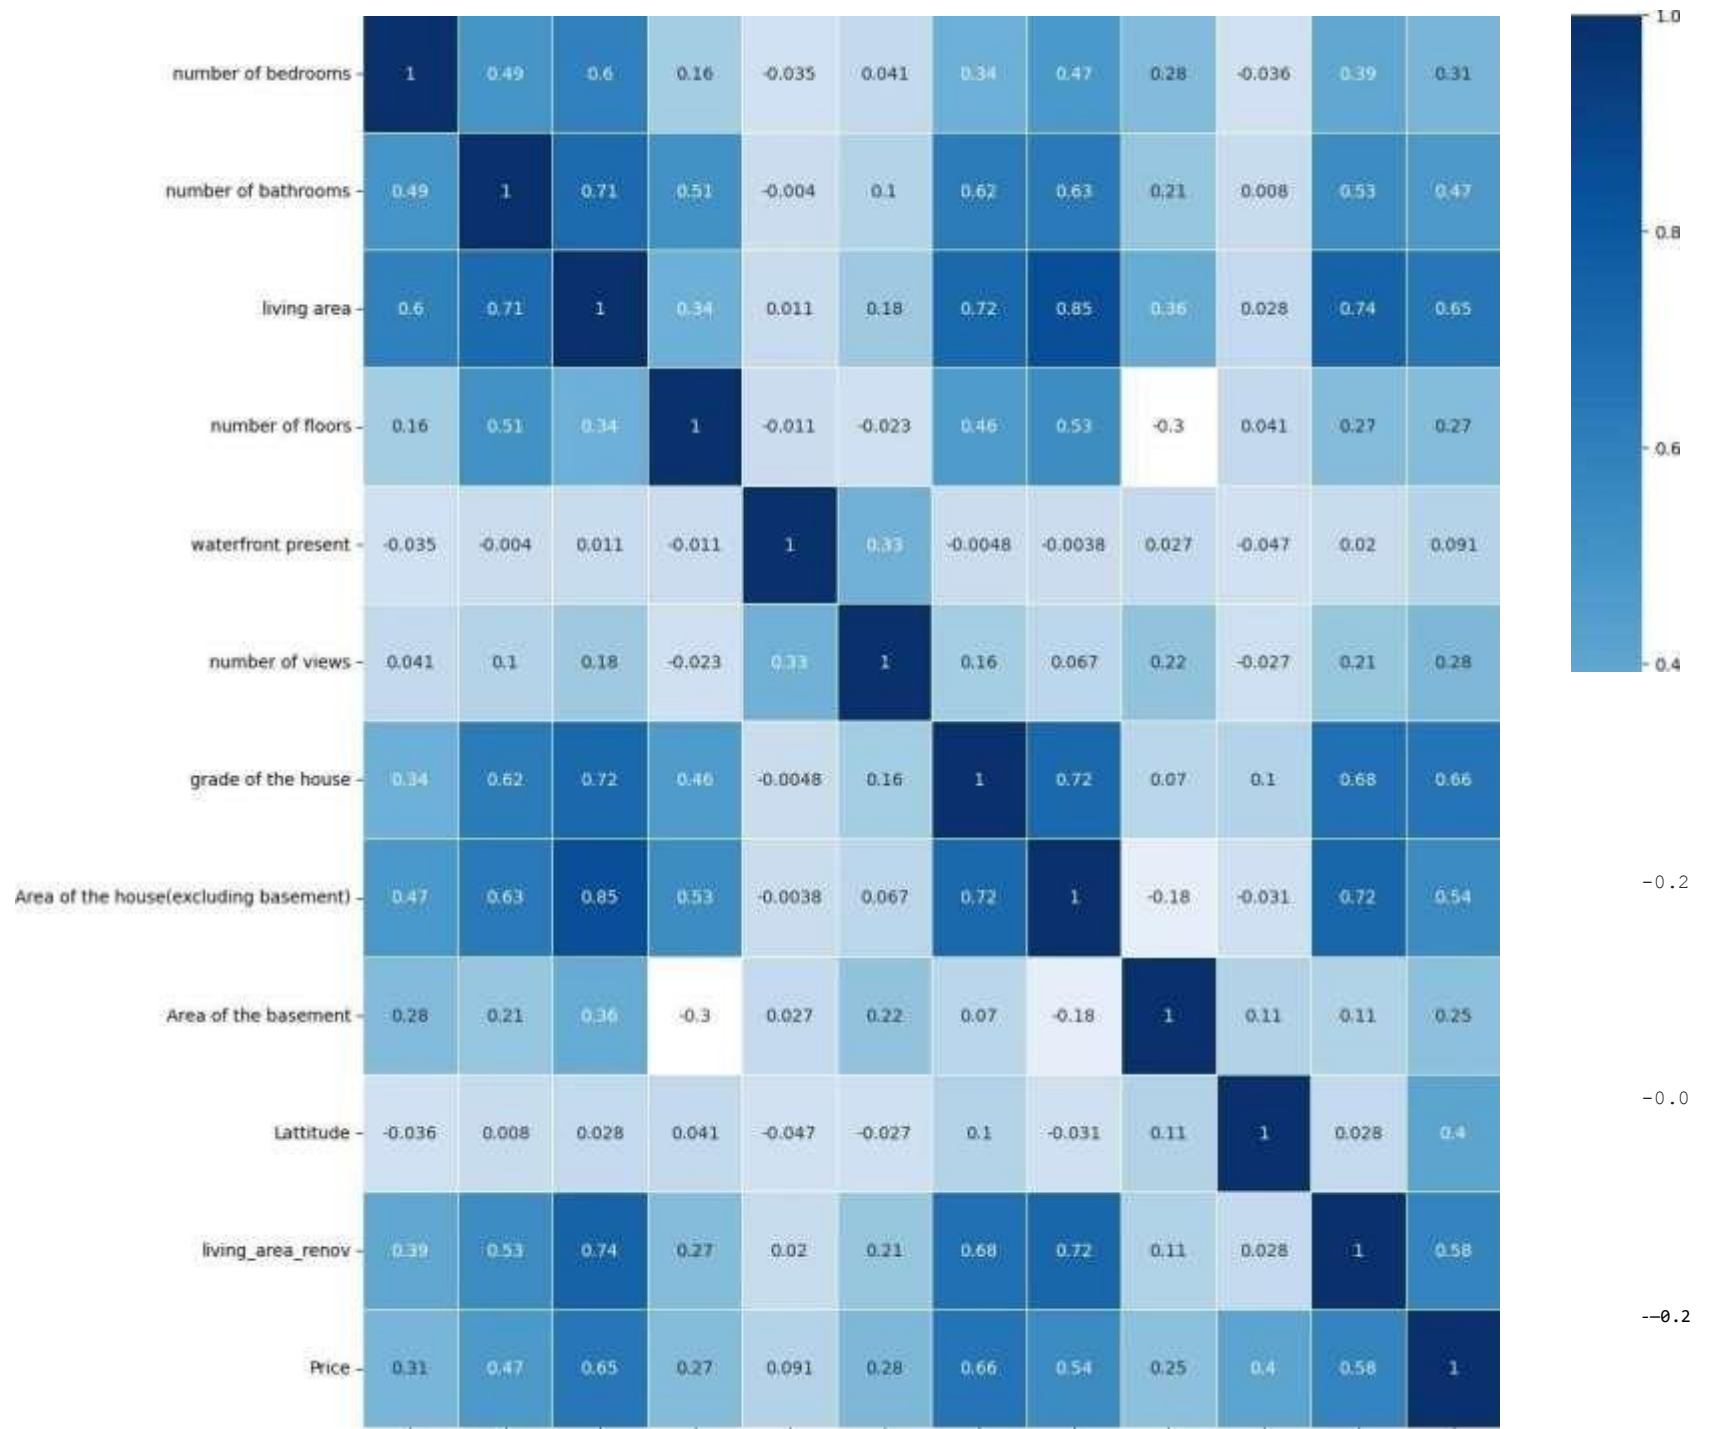 number of bedrooms - 1 0.49 0.6 0.16 -0.035 0.041 0.34 0.47 0.28 -0.036 0.39 0.31
number of bathrooms - 0.49 1 0.71 0.51 -0.004 0.1 0.62 0.63 0.21 0.008 0.53 0.47
living area - 0.6 0.71 1 0.34 0.011 0.18 0.72 0.85 0.36 0.028 0.74 0.65
number of floors - 0.16 0.51 0.34 1 -0.011 -0.023 0.46 0.53 -0.3 0.041 0.27 0.27
waterfront present - -0.035 -0.004 0.011 -0.011 1 0.33 -0.0048 -0.0038 0.027 -0.047 0.02 0.091
number of views - 0.041 0.1 0.18 -0.023 0.33 1 0.16 0.067 0.22 -0.027 0.21 0.28
grade of the house - 0.34 0.62 0.72 0.46 -0.0048 0.16 1 0.72 0.07 0.1 0.68 0.66
Area of the house(excluding basement) - 0.47 0.63 0.85 0.53 -0.0038 0.067 0.72 1 -0.18 -0.031 0.72 0.54
Area of the basement - 0.28 0.21 0.36 -0.3 0.027 0.22 0.07 -0.18 1 0.11 0.11 0.25
Lattitude - -0.036 0.008 0.028 0.041 -0.047 -0.027 0.1 -0.031 0.11 1 0.028 0.4
living_area_renov - 0.39 0.53 0.74 0.27 0.02 0.21 0.68 0.72 0.11 0.028 1 0.58
Price - 0.31 0.47 0.65 0.27 0.091 0.28 0.66 0.54 0.25 0.4 0.58 1
- 1.0
- 0.8
- 0.6
- 0.4
-0.2
-0.0
-–0.2